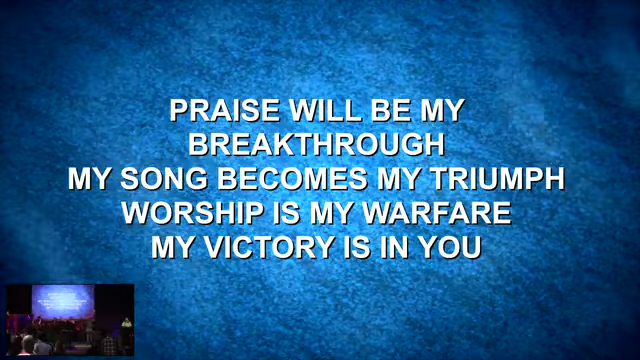 PRAISE WILL BE MY
BREAKTHROUGH
MY SONG BECOMES MY TRIUMPH
WORSHIP IS MY WARFARE
MY VICTORY IS IN YOU